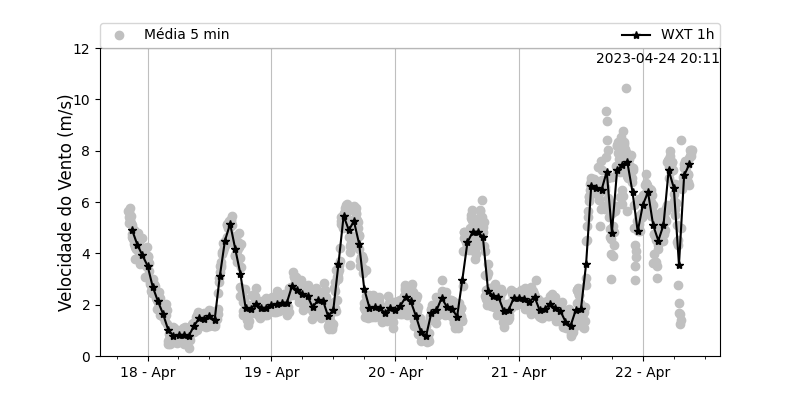 Média 5 min
WXT 1h
2023-04-24 20:11
Velocidade do Vento (m/s)
12
10
8
6
4
2
0
18 - Apr
19 - Apr
20 - Apr
21 - Apr
22 - Apr